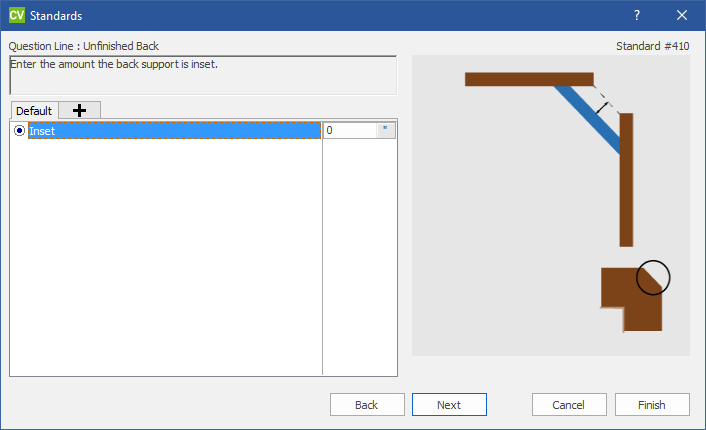 CV Standards ?
Question Line : Unfinished Back Standard #410
Enter the amount the back support is inset.
Default
Inset 0 "
Back Next Cancel Finish